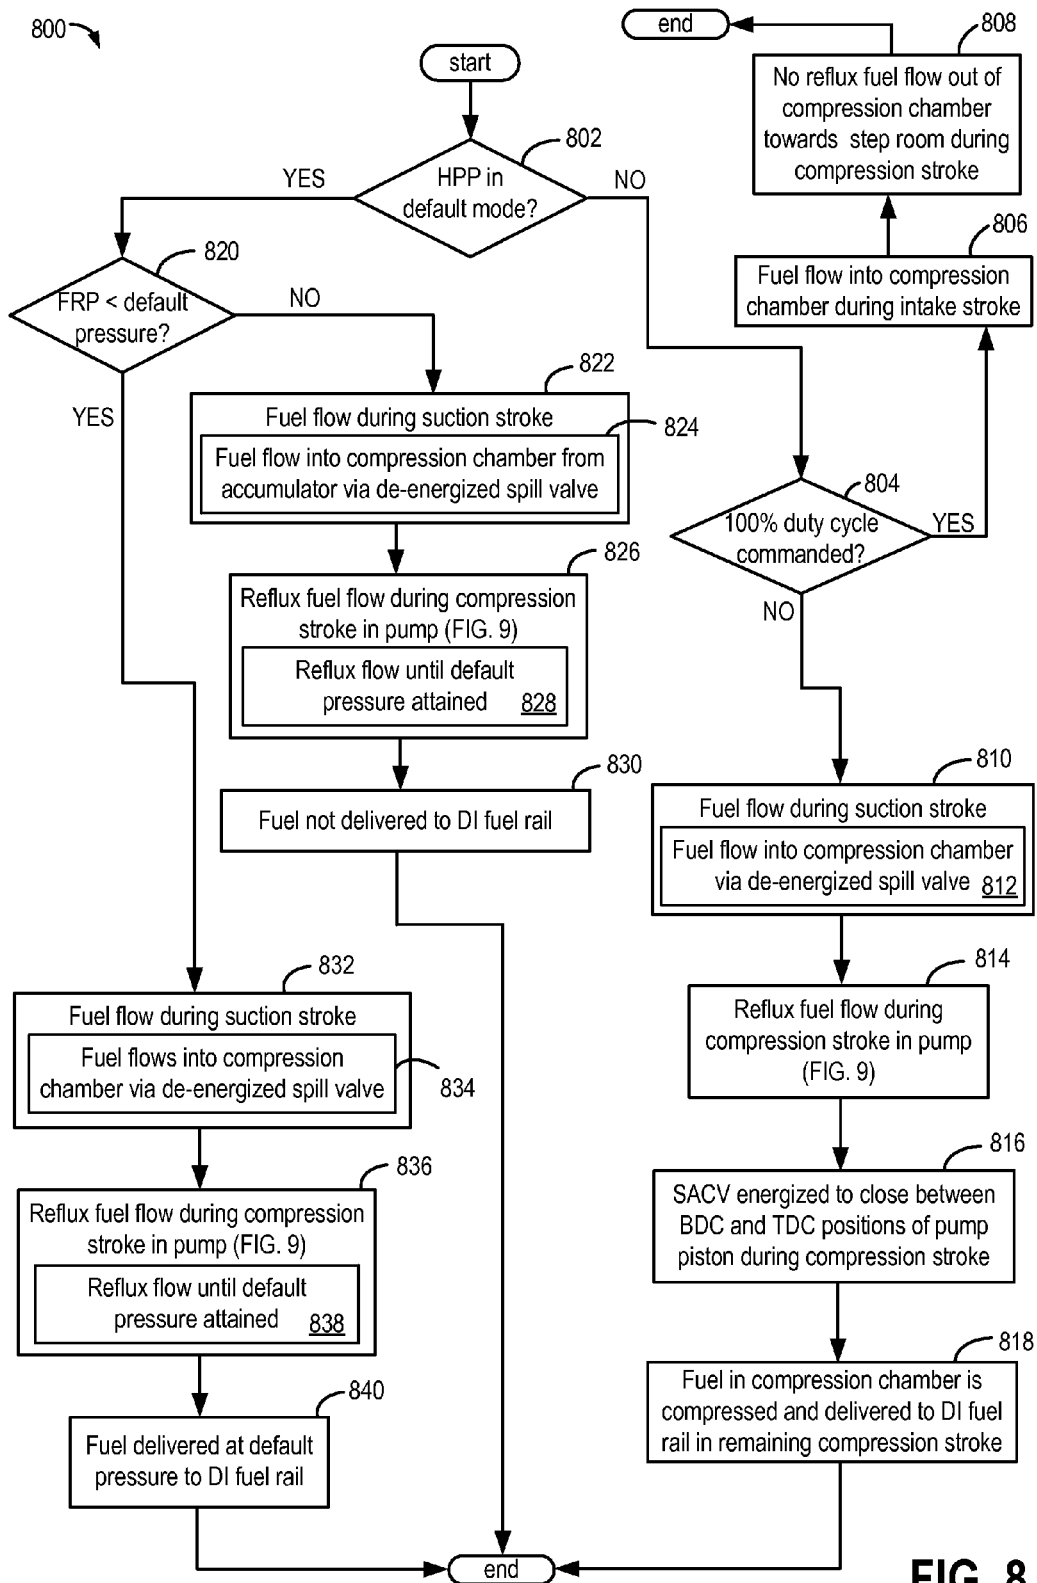 800
start
802
HPP in
default mode?
YES
NO
end
808
No reflux fuel flow out of
compression chamber
towards step room during
compression stroke
806
Fuel flow into compression
chamber during intake stroke
820
FRP < default
pressure?
NO
YES
822
Fuel flow during suction stroke
824
Fuel flow into compression chamber from
accumulator via de-energized spill valve
804
100% duty cycle
commanded?
YES
NO
826
Reflux fuel flow during compression
stroke in pump (FIG. 9)
Reflux flow until default
pressure attained 828
830
Fuel not delivered to DI fuel rail
810
Fuel flow during suction stroke
Fuel flow into compression chamber
via de-energized spill valve 812
832
Fuel flow during suction stroke
Fuel flows into compression
chamber via de-energized spill valve
834
814
Reflux fuel flow during
compression stroke in pump
(FIG. 9)
836
Reflux fuel flow during compression
stroke in pump (FIG. 9)
Reflux flow until default
pressure attained 838
816
SACV energized to close between
BDC and TDC positions of pump
piston during compression stroke
840
Fuel delivered at default
pressure to DI fuel rail
818
Fuel in compression chamber is
compressed and delivered to DI fuel
rail in remaining compression stroke
end
FIG. 8